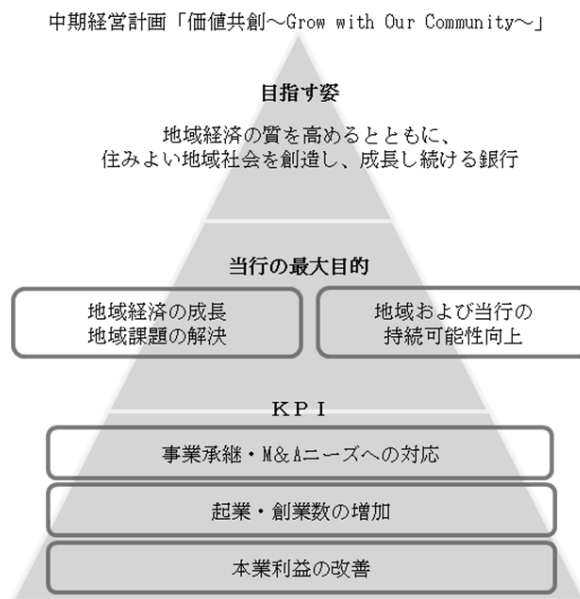 中期経営計画「価値共創～Grow with Our Community～」
目指す姿
地域経済の質を高めるとともに、
住みよい地域社会を創造し、成長し続ける銀行
当行の最大目的
地域経済の成長
地域課題の解決
地域および当行の
持続可能性向上
ＫＰＩ
事業承継・M&Aニーズへの対応
起業・創業数の増加
本業利益の改善